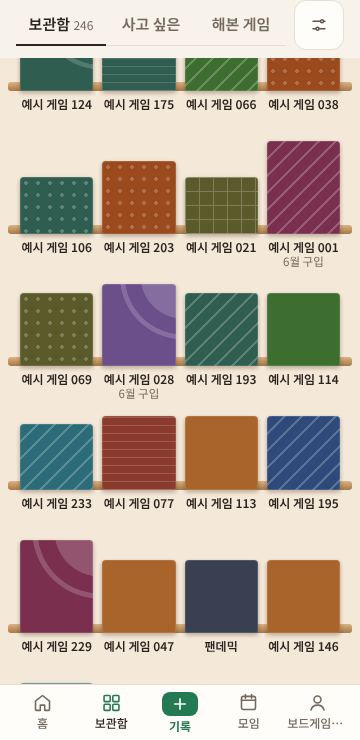 보관함 246
사고 싶은
해본 게임
예시 게임 124
예시 게임 175
예시 게임 066
예시 게임 038
예시 게임 106
예시 게임 203
예시 게임 021
예시 게임 001
6월 구입
예시 게임 069
예시 게임 028
6월 구입
예시 게임 193
예시 게임 114
예시 게임 233
예시 게임 077
예시 게임 113
예시 게임 195
예시 게임 229
예시 게임 047
팬데믹
예시 게임 146
홈
보관함
기록
모임
보드게임…